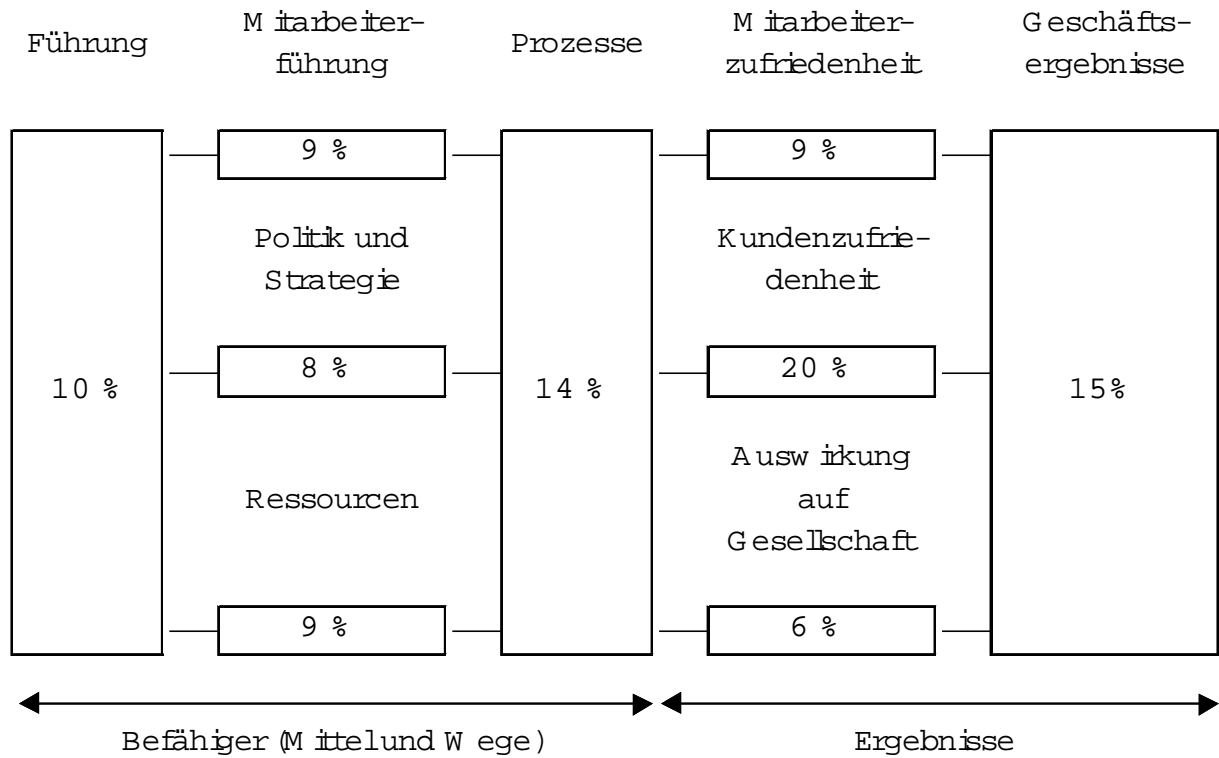 Führung
Mitarbeiter-
führung
Prozesse
Mitarbeiter-
zufriedenheit
Geschäfts-
ergebnisse
9 %
9 %
Politik und
Strategie
Kundenzufrie-
denheit
10 %
8 %
14 %
20 %
15%
Ressourcen
Auswirkung
auf
Gesellschaft
9 %
6 %
Befähiger (Mittel und Wege)
Ergebnisse